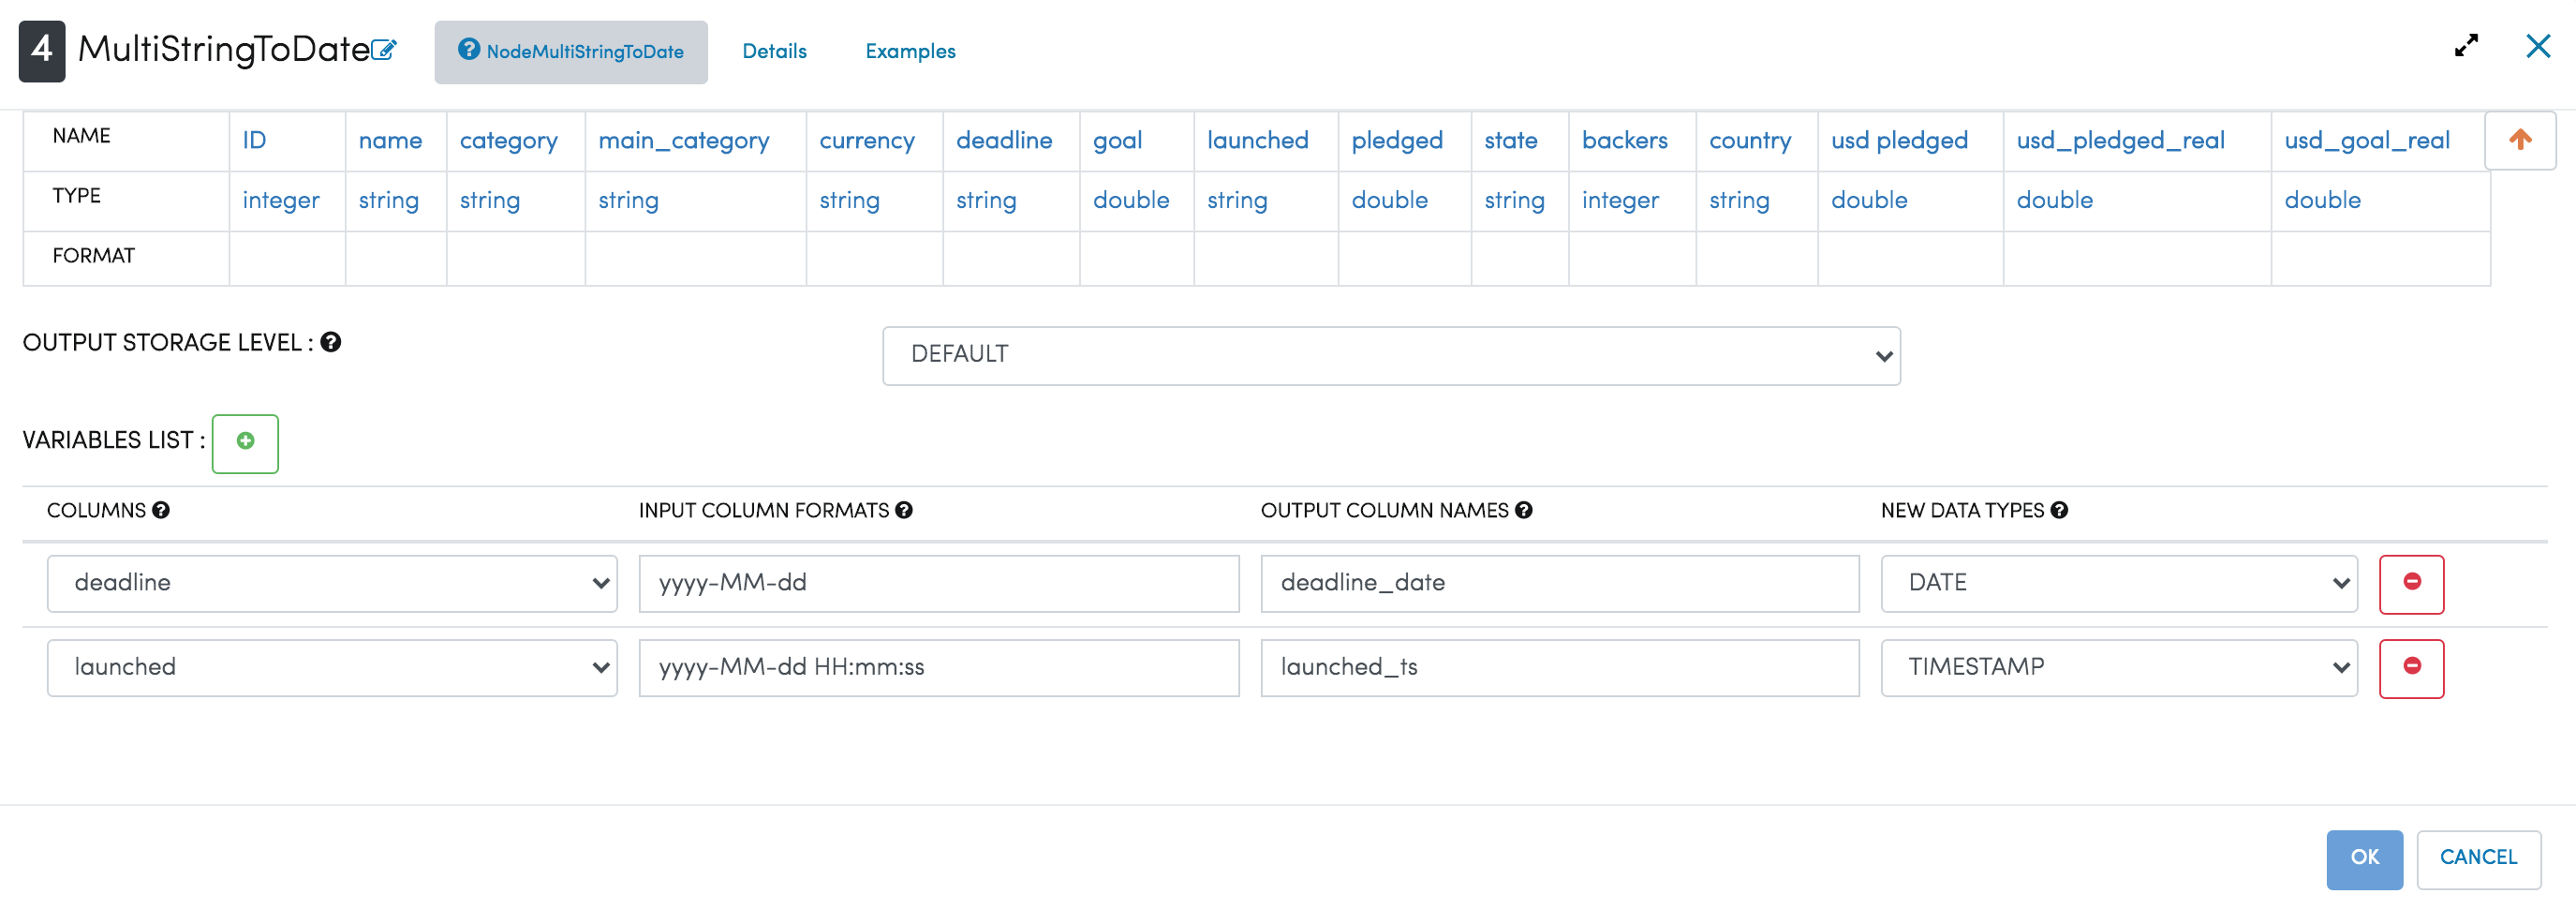 4 MultiStringToDate NodeMultiStringToDate Details Examples
NAME ID name category main_category currency deadline goal launched pledged state backers country usd pledged usd_pledged_real usd_goal_real
TYPE integer string string string string string double string double string integer string double double double
FORMAT
OUTPUT STORAGE LEVEL : DEFAULT
VARIABLES LIST :
COLUMNS INPUT COLUMN FORMATS OUTPUT COLUMN NAMES NEW DATA TYPES
deadline yyyy-MM-dd deadline_date DATE
launched yyyy-MM-dd HH:mm:ss launched_ts TIMESTAMP
OK CANCEL